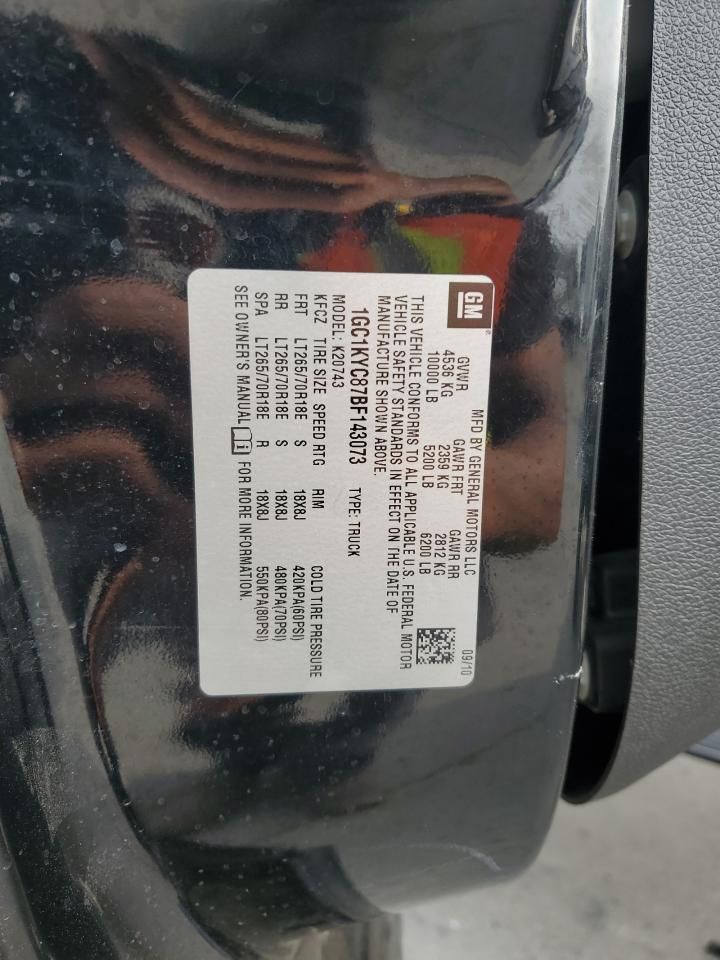 GM®
MFD BY GENERAL MOTORS LLC 09/10
GVWR GAWR FRT GAWR RR
4536 KG 2359 KG 2812 KG
10000 LB 5200 LB 6200 LB
THIS VEHICLE CONFORMS TO ALL APPLICABLE U.S. FEDERAL MOTOR
VEHICLE SAFETY STANDARDS IN EFFECT ON THE DATE OF
MANUFACTURE SHOWN ABOVE.
1GC1KYC87BF143073 TYPE: TRUCK
MODEL: K20743
KFCZ TIRE SIZE SPEED RTG RIM COLD TIRE PRESSURE
FRT LT265/70R18E S 18X8J 420KPA(60PSI)
RR LT265/70R18E S 18X8J 480KPA(70PSI)
SPA LT265/70R18E R 18X8J 550KPA(80PSI)
SEE OWNER'S MANUAL i FOR MORE INFORMATION.